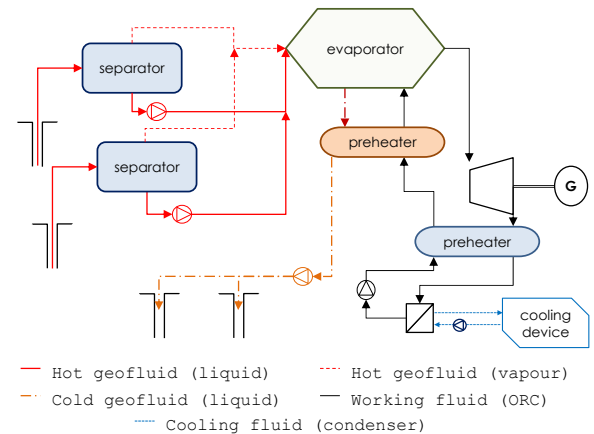 evaporator
separator
preheater
separator
G
preheater
cooling
device
Hot geofluid (liquid)
Hot geofluid (vapour)
Cold geofluid (liquid)
Working fluid (ORC)
Cooling fluid (condenser)